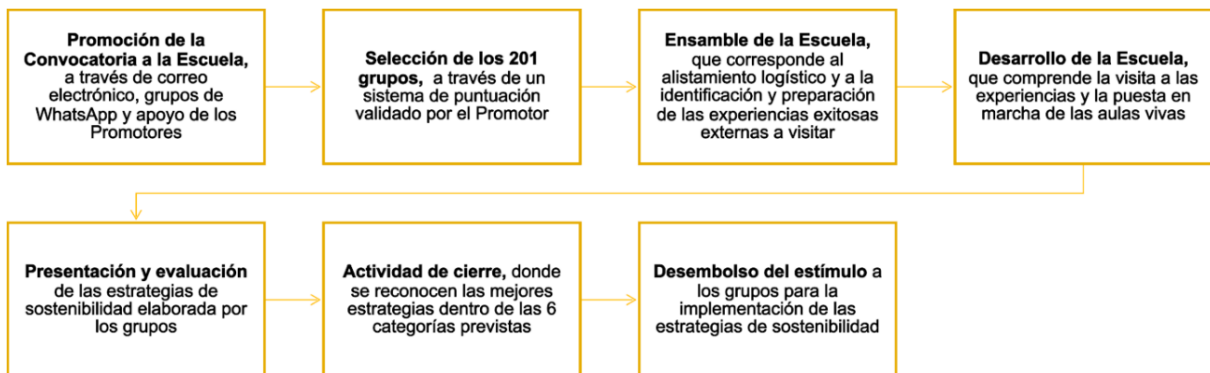 Promoción de la
Convocatoria a la Escuela,
a través de correo
electrónico, grupos de
WhatsApp y apoyo de los
Promotores
Selección de los 201
grupos, a través de un
sistema de puntuación
validado por el Promotor
Ensamble de la Escuela,
que corresponde al
alistamiento logístico y a la
identificación y preparación
de las experiencias exitosas
externas a visitar
Desarrollo de la Escuela,
que comprende la visita a las
experiencias y la puesta en
marcha de las aulas vivas
Presentación y evaluación
de las estrategias de
sostenibilidad elaborada por
los grupos
Actividad de cierre, donde
se reconocen las mejores
estrategias dentro de las 6
categorías previstas
Desembolso del estímulo a
los grupos para la
implementación de las
estrategias de sostenibilidad